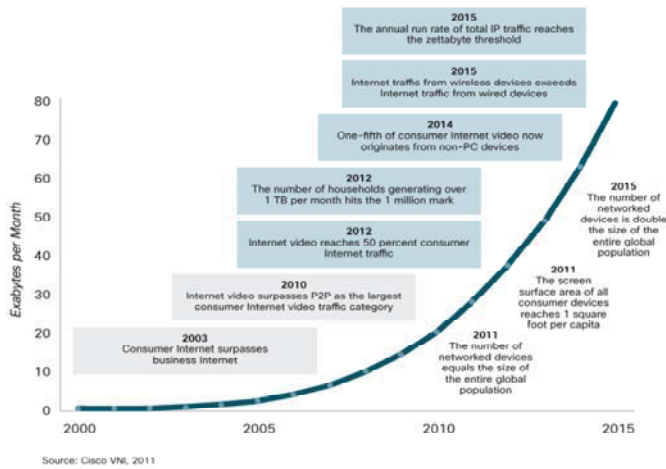 2015
The annual run rate of total IP traffic reaches
the zettabyte threshold
2015
Internet traffic from wireless devices exceeds
Internet traffic from wired devices
2014
One-fifth of consumer Internet video now
originates from non-PC devices
2012
The number of households generating over
1 TB per month hits the 1 million mark
2012
Internet video reaches 50 percent consumer
Internet traffic
2010
Internet video surpasses P2P as the largest
consumer Internet video traffic category
2003
Consumer Internet surpasses
business Internet
2015
The number of
networked
devices is double
the size of the
entire global
population
2011
The screen
surface area of all
consumer devices
reaches 1 square
foot per capita
2011
The number of
networked devices
equals the size of
the entire global
population
Exabytes per Month
80
70
60
50
40
30
20
10
0
2000
2005
2010
2015
Source: Cisco VNI, 2011